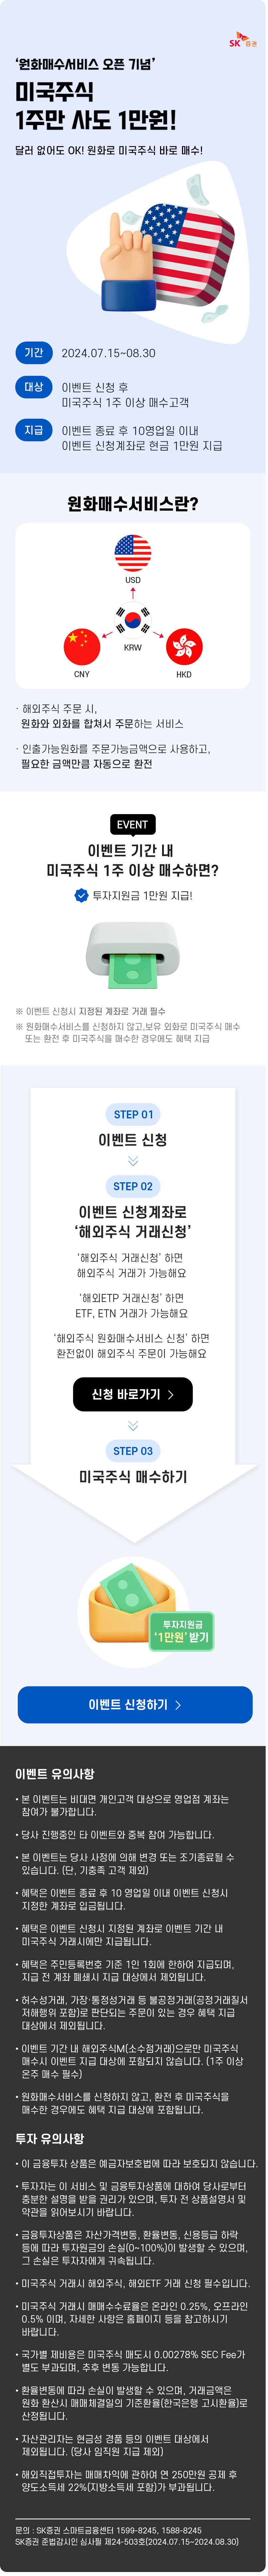 SK증권
‘원화매수서비스 오픈 기념’
미국주식
1주만 사도 1만원!
달러 없어도 OK! 원화로 미국주식 바로 매수!
기간
2024.07.15~08.30
대상
이벤트 신청 후
미국주식 1주 이상 매수고객
지급
이벤트 종료 후 10영업일 이내
이벤트 신청계좌로 현금 1만원 지급
원화매수서비스란?
USD
KRW
CNY
HKD
· 해외주식 주문 시,
원화와 외화를 합쳐서 주문하는 서비스
· 인출가능원화를 주문가능금액으로 사용하고,
필요한 금액만큼 자동으로 환전
EVENT
이벤트 기간 내
미국주식 1주 이상 매수하면?
투자지원금 1만원 지급!
※ 이벤트 신청시 지정된 계좌로 거래 필수
※ 원화매수서비스를 신청하지 않고,보유 외화로 미국주식 매수
또는 환전 후 미국주식을 매수한 경우에도 혜택 지급
STEP 01
이벤트 신청
STEP 02
이벤트 신청계좌로
‘해외주식 거래신청’
‘해외주식 거래신청’ 하면
해외주식 거래가 가능해요
‘해외ETP 거래신청’ 하면
ETF, ETN 거래가 가능해요
‘해외주식 원화매수서비스 신청’ 하면
환전없이 해외주식 주문이 가능해요
신청 바로가기 >
STEP 03
미국주식 매수하기
투자지원금
‘1만원’ 받기
이벤트 신청하기 >
이벤트 유의사항
• 본 이벤트는 비대면 개인고객 대상으로 영업점 계좌는
참여가 불가합니다.
• 당사 진행중인 타 이벤트와 중복 참여 가능합니다.
• 본 이벤트는 당사 사정에 의해 변경 또는 조기종료될 수
있습니다. (단, 기충족 고객 제외)
• 혜택은 이벤트 종료 후 10 영업일 이내 이벤트 신청시
지정한 계좌로 입금됩니다.
• 혜택은 이벤트 신청시 지정된 계좌로 이벤트 기간 내
미국주식 거래시에만 지급됩니다.
• 혜택은 주민등록번호 기준 1인 1회에 한하여 지급되며,
지급 전 계좌 폐쇄시 지급 대상에서 제외됩니다.
• 허수성거래, 가장·통정성거래 등 불공정거래(공정거래질서
저해행위 포함)로 판단되는 주문이 있는 경우 혜택 지급
대상에서 제외됩니다.
• 이벤트 기간 내 해외주식M(소수점거래)으로만 미국주식
매수시 이벤트 지급 대상에 포함되지 않습니다. (1주 이상
온주 매수 필수)
• 원화매수서비스를 신청하지 않고, 환전 후 미국주식을
매수한 경우에도 혜택 지급 대상에 포함됩니다.
투자 유의사항
• 이 금융투자 상품은 예금자보호법에 따라 보호되지 않습니다.
• 투자자는 이 서비스 및 금융투자상품에 대하여 당사로부터
충분한 설명을 받을 권리가 있으며, 투자 전 상품설명서 및
약관을 읽어보시기 바랍니다.
• 금융투자상품은 자산가격변동, 환율변동, 신용등급 하락
등에 따라 투자원금의 손실(0~100%)이 발생할 수 있으며,
그 손실은 투자자에게 귀속됩니다.
• 미국주식 거래시 해외주식, 해외ETF 거래 신청 필수입니다.
• 미국주식 거래시 매매수수료율은 온라인 0.25%, 오프라인
0.5% 이며, 자세한 사항은 홈페이지 등을 참고하시기
바랍니다.
• 국가별 제비용은 미국주식 매도시 0.00278% SEC Fee가
별도 부과되며, 추후 변동 가능합니다.
• 환율변동에 따라 손실이 발생할 수 있으며, 거래금액은
원화 환산시 매매체결일의 기준환율(한국은행 고시환율)로
산정됩니다.
• 자산관리자는 현금성 경품 등의 이벤트 대상에서
제외됩니다. (당사 임직원 지급 제외)
• 해외직접투자는 매매차익에 관하여 연 250만원 공제 후
양도소득세 22%(지방소득세 포함)가 부과됩니다.
문의 : SK증권 스마트금융센터 1599-8245, 1588-8245
SK증권 준법감시인 심사필 제24-503호(2024.07.15~2024.08.30)